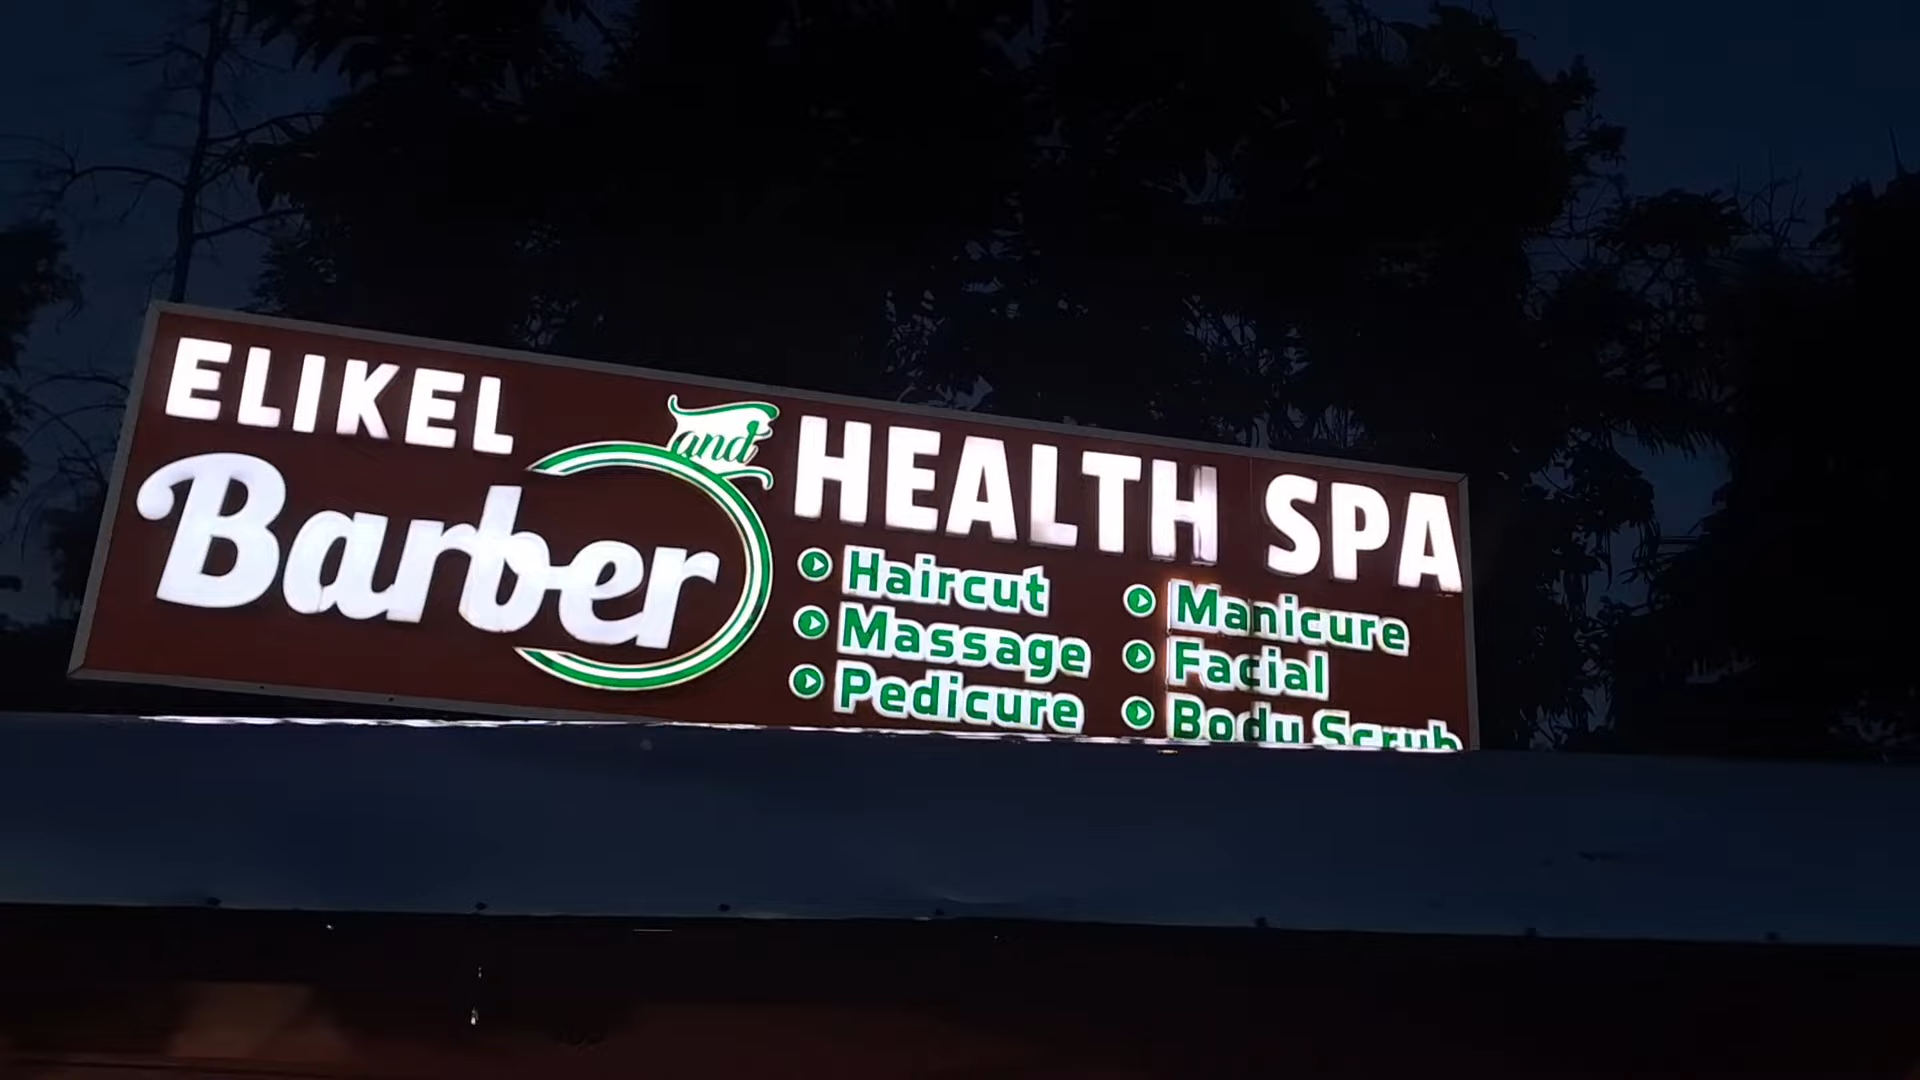 ELIKEL
Barber
and
HEALTH SPA
Haircut
Massage
Pedicure
Manicure
Facial
Body Scrub